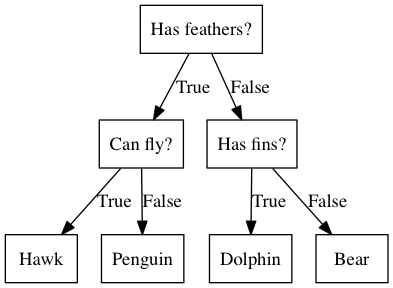 Has feathers?
True
False
Can fly?
Has fins?
True
False
True
False
Hawk
Penguin
Dolphin
Bear